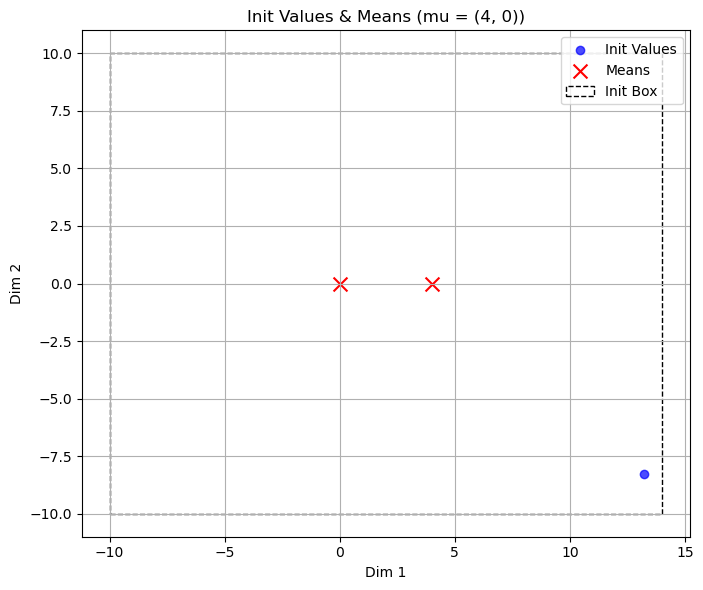 Init Values & Means (mu = (4, 0))
Init Values
Means
Init Box
10.0
7.5
5.0
2.5
0.0
−2.5
−5.0
−7.5
−10.0
Dim 2
−10
−5
0
5
10
15
Dim 1